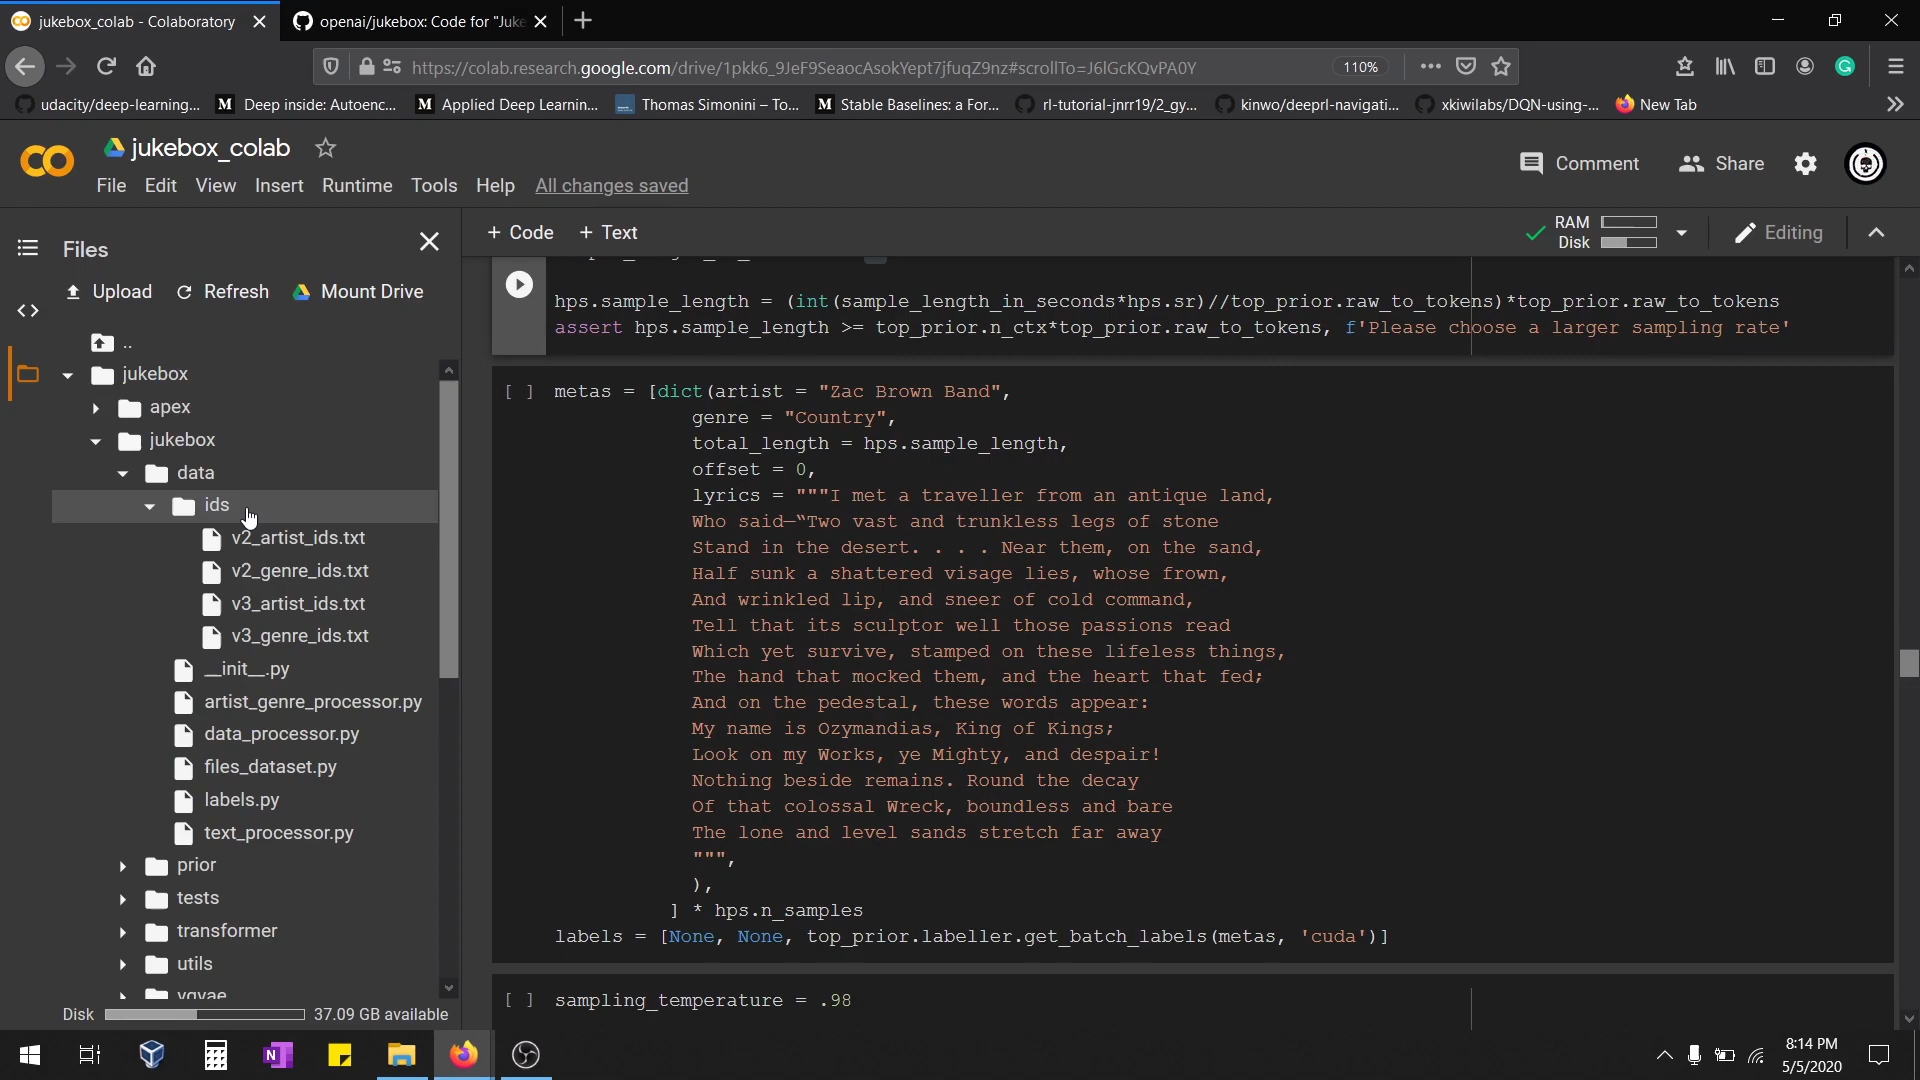 jukebox_colab - Colaboratory
openai/jukebox: Code for "Juke
https://colab.research.google.com/drive/1pkk6_9JeF9SeaocAsokYept7jfuqZ9nz#scrollTo=J6lGcKQvPA0Y
110%
udacity/deep-learning...
M Deep inside: Autoenc...
M Applied Deep Learnin...
Thomas Simonini – To...
M Stable Baselines: a For...
rl-tutorial-jnrr19/2_gy...
kinwo/deeprl-navigati...
xkiwilabs/DQN-using-...
New Tab
jukebox_colab
Comment
Share
File Edit View Insert Runtime Tools Help All changes saved
Files
+ Code + Text
RAM
Disk
Editing
Upload Refresh Mount Drive
..
jukebox
apex
jukebox
data
ids
v2_artist_ids.txt
v2_genre_ids.txt
v3_artist_ids.txt
v3_genre_ids.txt
__init__.py
artist_genre_processor.py
data_processor.py
files_dataset.py
labels.py
text_processor.py
prior
tests
transformer
utils
vqvae
Disk 37.09 GB available
hps.sample_length = (int(sample_length_in_seconds*hps.sr)//top_prior.raw_to_tokens)*top_prior.raw_to_tokens
assert hps.sample_length >= top_prior.n_ctx*top_prior.raw_to_tokens, f'Please choose a larger sampling rate'
[ ] metas = [dict(artist = "Zac Brown Band",
genre = "Country",
total_length = hps.sample_length,
offset = 0,
lyrics = """I met a traveller from an antique land,
Who said—“Two vast and trunkless legs of stone
Stand in the desert. . . . Near them, on the sand,
Half sunk a shattered visage lies, whose frown,
And wrinkled lip, and sneer of cold command,
Tell that its sculptor well those passions read
Which yet survive, stamped on these lifeless things,
The hand that mocked them, and the heart that fed;
And on the pedestal, these words appear:
My name is Ozymandias, King of Kings;
Look on my Works, ye Mighty, and despair!
Nothing beside remains. Round the decay
Of that colossal Wreck, boundless and bare
The lone and level sands stretch far away
""",
),
] * hps.n_samples
labels = [None, None, top_prior.labeller.get_batch_labels(metas, 'cuda')]
[ ] sampling_temperature = .98
8:14 PM
5/5/2020